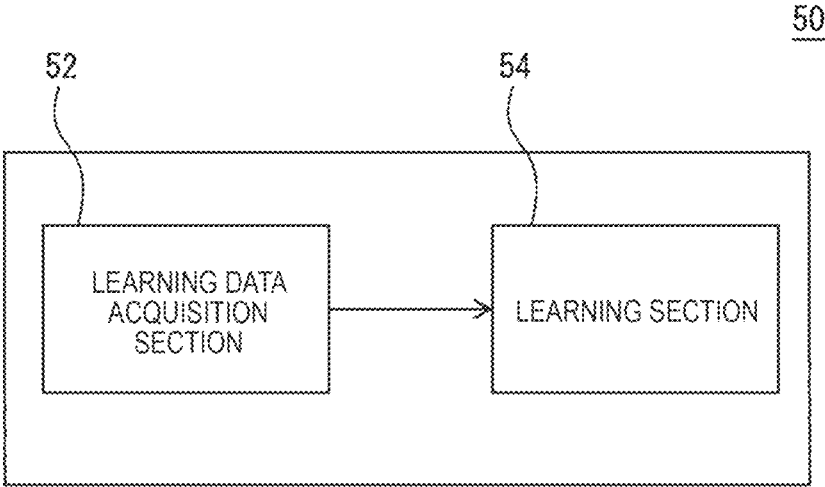 50
52
54
LEARNING DATA
ACQUISITION
SECTION
LEARNING SECTION